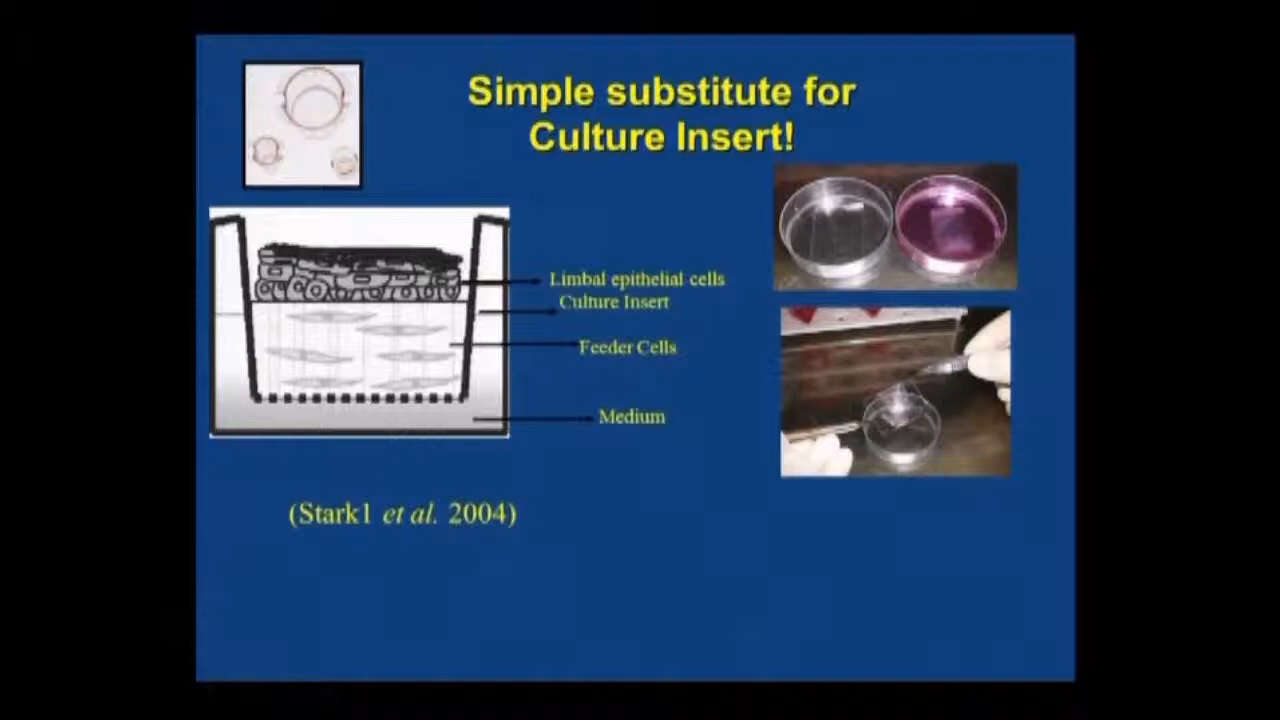 Simple substitute for
Culture Insert!
Limbal epithelial cells
Culture Insert
Feeder Cells
Medium
(Stark1 et al. 2004)